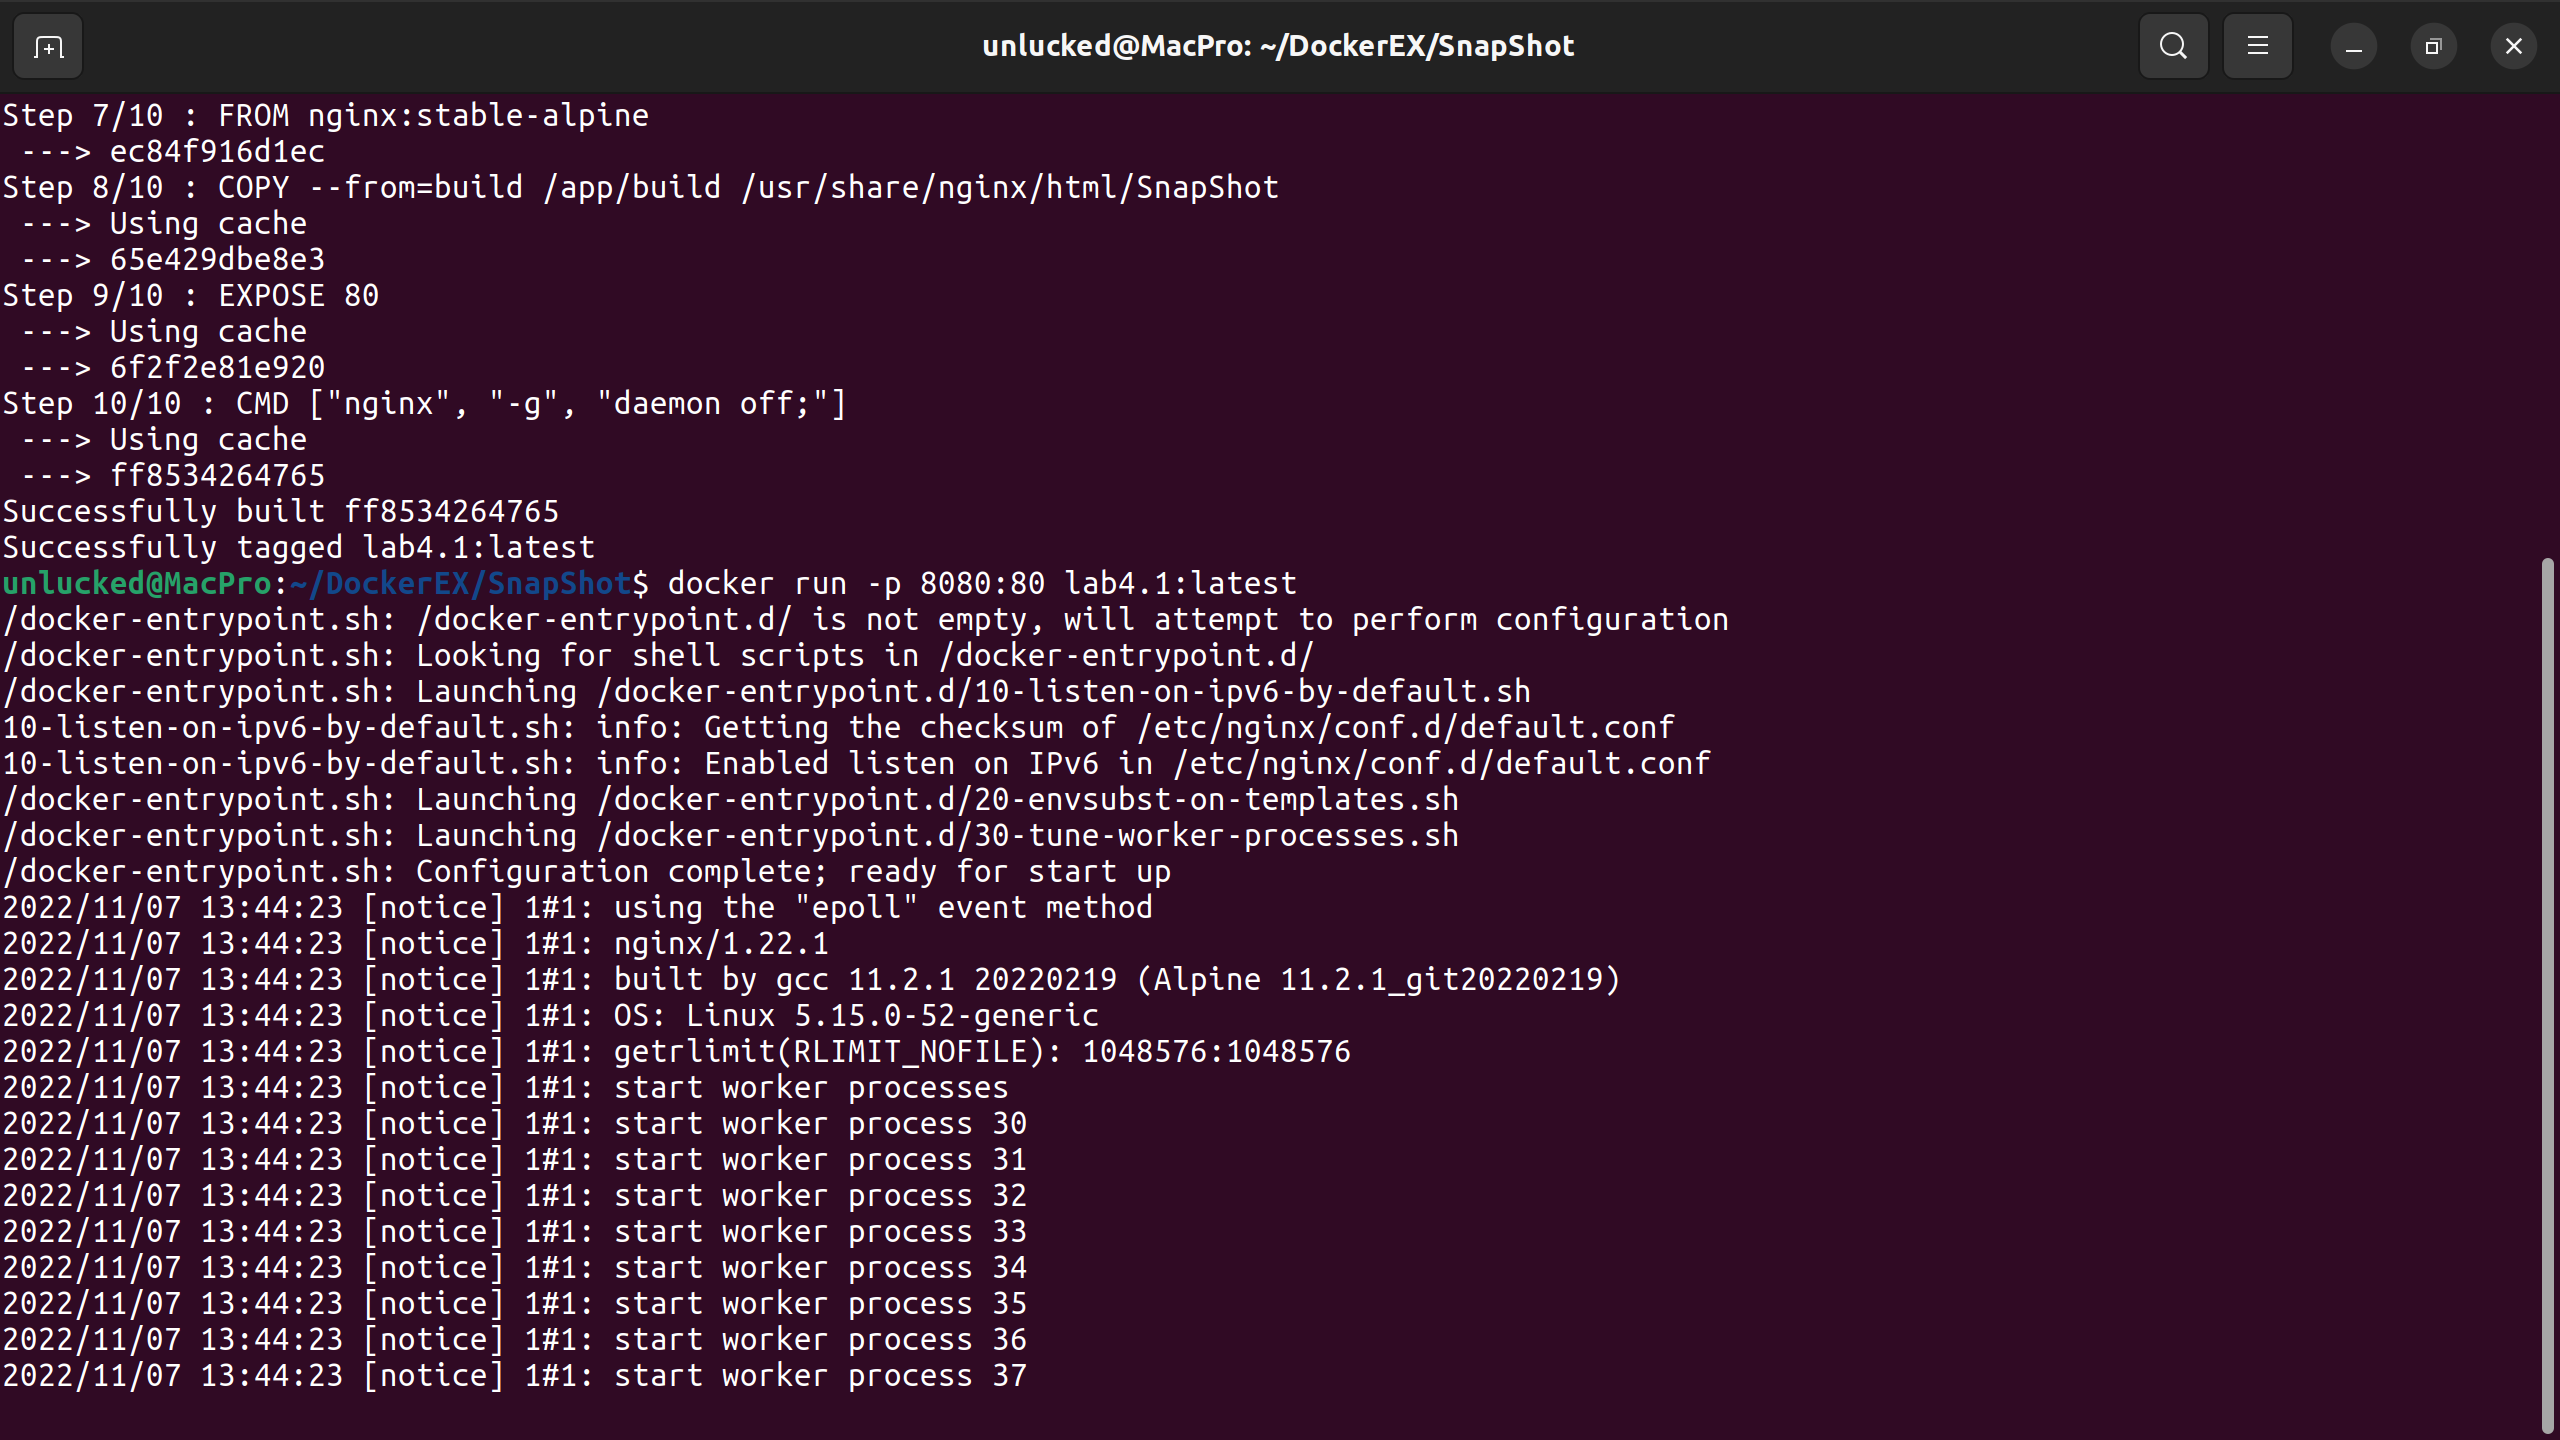 unlucked@MacPro: ~/DockerEX/SnapShot
Step 7/10 : FROM nginx:stable-alpine
 ---> ec84f916d1ec
Step 8/10 : COPY --from=build /app/build /usr/share/nginx/html/SnapShot
 ---> Using cache
 ---> 65e429dbe8e3
Step 9/10 : EXPOSE 80
 ---> Using cache
 ---> 6f2f2e81e920
Step 10/10 : CMD ["nginx", "-g", "daemon off;"]
 ---> Using cache
 ---> ff8534264765
Successfully built ff8534264765
Successfully tagged lab4.1:latest
unlucked@MacPro:~/DockerEX/SnapShot$ docker run -p 8080:80 lab4.1:latest
/docker-entrypoint.sh: /docker-entrypoint.d/ is not empty, will attempt to perform configuration
/docker-entrypoint.sh: Looking for shell scripts in /docker-entrypoint.d/
/docker-entrypoint.sh: Launching /docker-entrypoint.d/10-listen-on-ipv6-by-default.sh
10-listen-on-ipv6-by-default.sh: info: Getting the checksum of /etc/nginx/conf.d/default.conf
10-listen-on-ipv6-by-default.sh: info: Enabled listen on IPv6 in /etc/nginx/conf.d/default.conf
/docker-entrypoint.sh: Launching /docker-entrypoint.d/20-envsubst-on-templates.sh
/docker-entrypoint.sh: Launching /docker-entrypoint.d/30-tune-worker-processes.sh
/docker-entrypoint.sh: Configuration complete; ready for start up
2022/11/07 13:44:23 [notice] 1#1: using the "epoll" event method
2022/11/07 13:44:23 [notice] 1#1: nginx/1.22.1
2022/11/07 13:44:23 [notice] 1#1: built by gcc 11.2.1 20220219 (Alpine 11.2.1_git20220219)
2022/11/07 13:44:23 [notice] 1#1: OS: Linux 5.15.0-52-generic
2022/11/07 13:44:23 [notice] 1#1: getrlimit(RLIMIT_NOFILE): 1048576:1048576
2022/11/07 13:44:23 [notice] 1#1: start worker processes
2022/11/07 13:44:23 [notice] 1#1: start worker process 30
2022/11/07 13:44:23 [notice] 1#1: start worker process 31
2022/11/07 13:44:23 [notice] 1#1: start worker process 32
2022/11/07 13:44:23 [notice] 1#1: start worker process 33
2022/11/07 13:44:23 [notice] 1#1: start worker process 34
2022/11/07 13:44:23 [notice] 1#1: start worker process 35
2022/11/07 13:44:23 [notice] 1#1: start worker process 36
2022/11/07 13:44:23 [notice] 1#1: start worker process 37